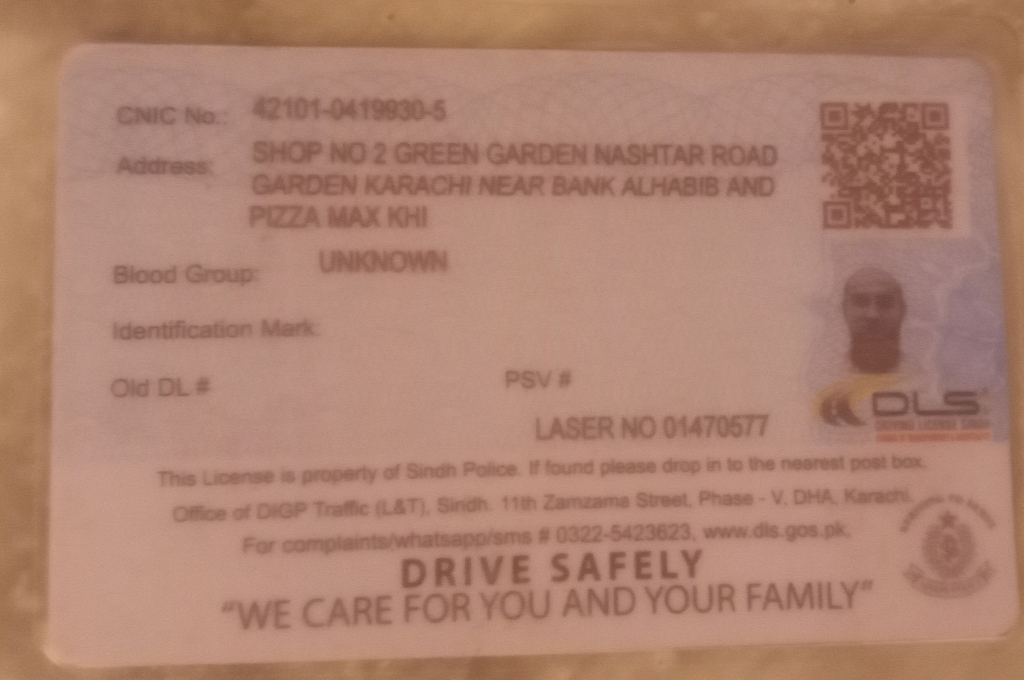 CNIC No.: 42101-0419930-5
Address: SHOP NO 2 GREEN GARDEN NASHTAR ROAD
GARDEN KARACHI NEAR BANK ALHABIB AND
PIZZA MAX KHI
Blood Group: UNKNOWN
Identification Mark:
Old DL # PSV #
LASER NO 01470577
DLS
DRIVING LICENSE SINDH
This License is property of Sindh Police. If found please drop in to the nearest post box.
Office of DIGP Traffic (L&T), Sindh. 11th Zamzama Street, Phase - V, DHA, Karachi.
For complaints/whatsapp/sms # 0322-5423623, www.dls.gos.pk.
DRIVE SAFELY
"WE CARE FOR YOU AND YOUR FAMILY"